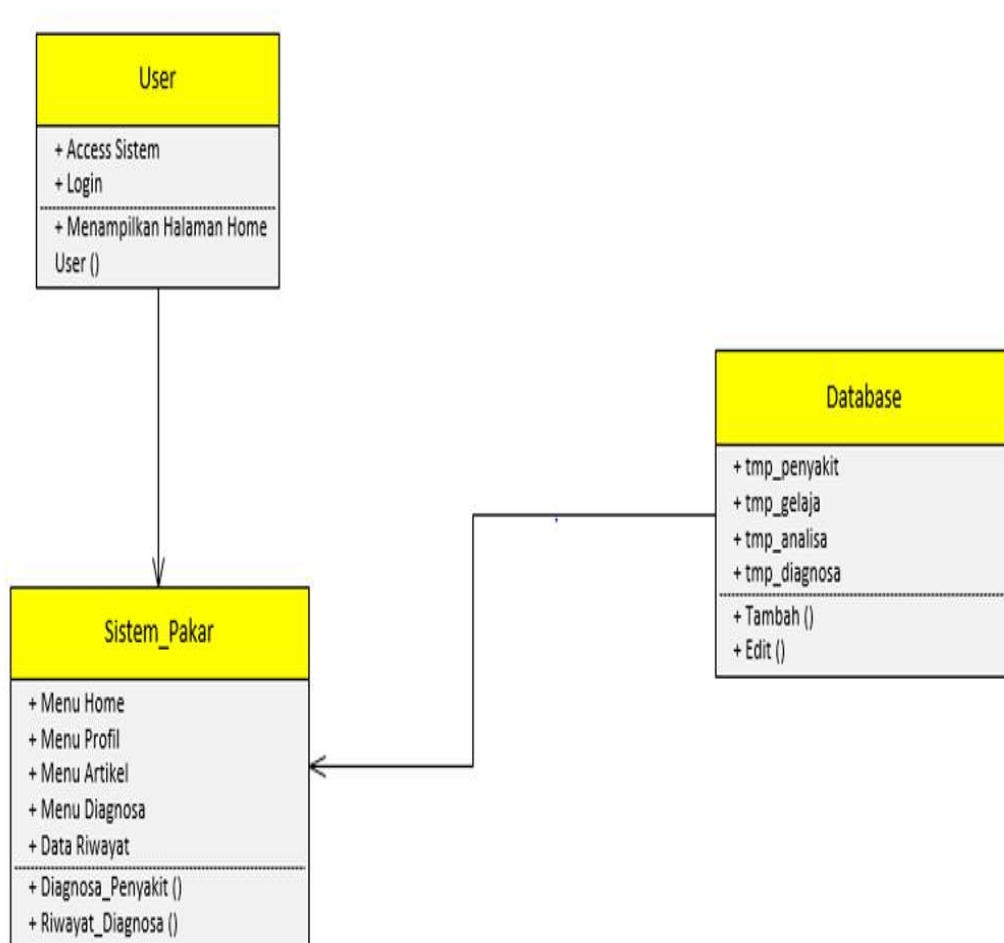 User
+ Access Sistem
+ Login
+ Menampilkan Halaman Home
User ()
Database
+ tmp_penyakit
+ tmp_gelaja
+ tmp_analisa
+ tmp_diagnosa
+ Tambah ()
+ Edit ()
Sistem_Pakar
+ Menu Home
+ Menu Profil
+ Menu Artikel
+ Menu Diagnosa
+ Data Riwayat
+ Diagnosa_Penyakit ()
+ Riwayat_Diagnosa ()